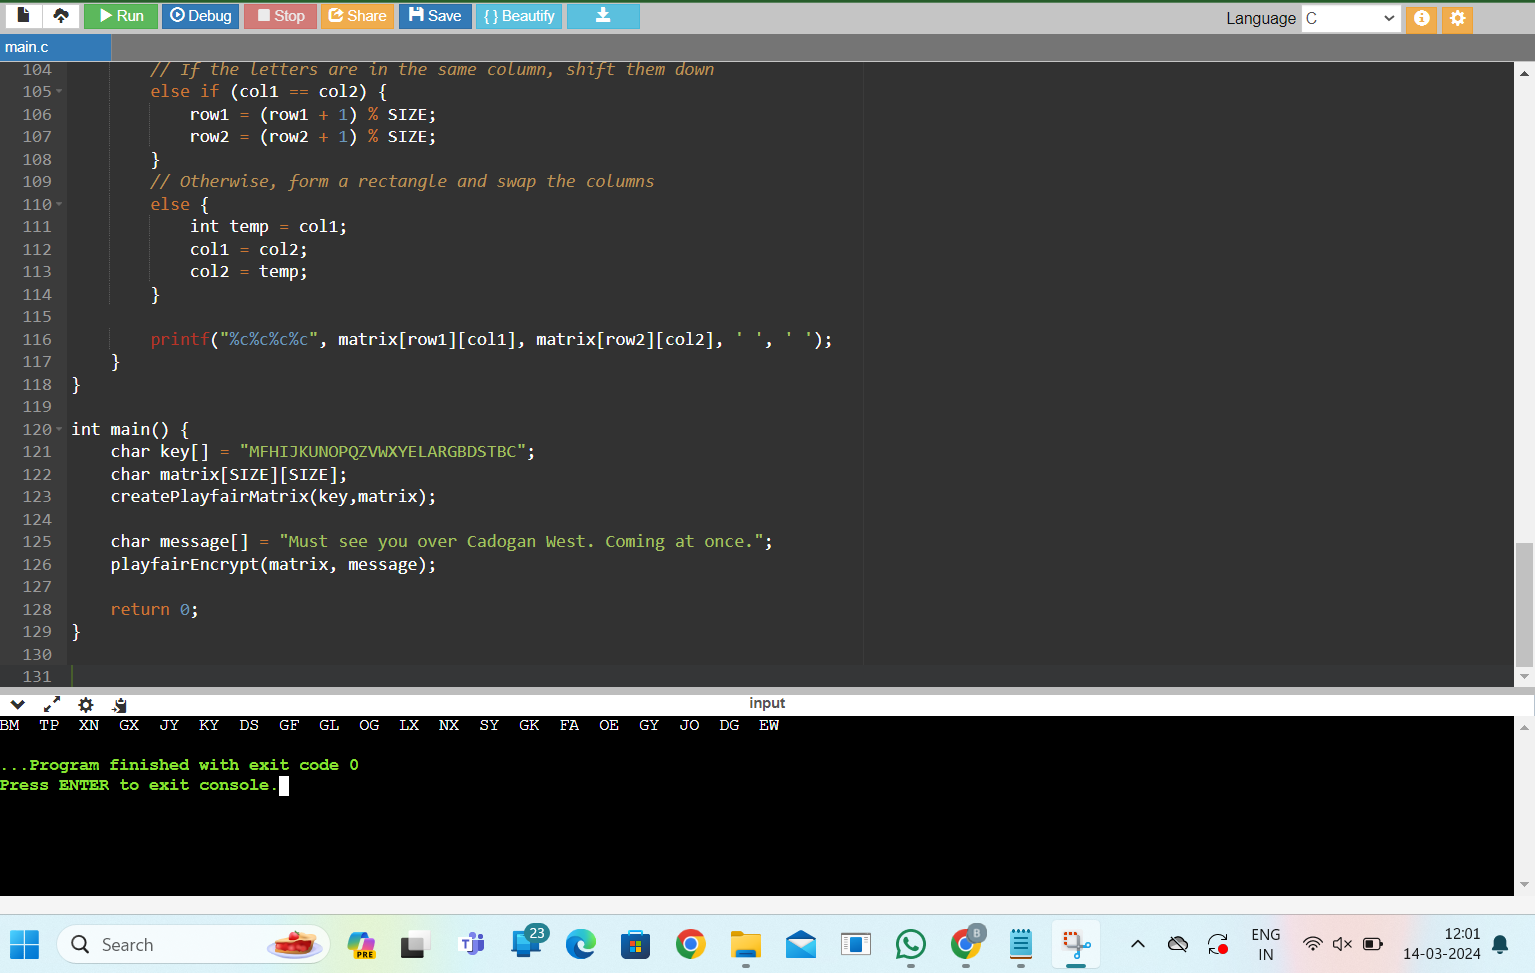 Run Debug Stop Share Save { } Beautify Language C
main.c
104 // If the letters are in the same column, shift them down
105 else if (col1 == col2) {
106 row1 = (row1 + 1) % SIZE;
107 row2 = (row2 + 1) % SIZE;
108 }
109 // Otherwise, form a rectangle and swap the columns
110 else {
111 int temp = col1;
112 col1 = col2;
113 col2 = temp;
114 }
115
116 printf("%c%c%c%c", matrix[row1][col1], matrix[row2][col2], ' ', ' ');
117 }
118 }
119
120 int main() {
121 char key[] = "MFHIJKUNOPQZVWXYELARGBDSTBC";
122 char matrix[SIZE][SIZE];
123 createPlayfairMatrix(key,matrix);
124
125 char message[] = "Must see you over Cadogan West. Coming at once.";
126 playfairEncrypt(matrix, message);
127
128 return 0;
129 }
130
131
input
BM TP XN GX JY KY DS GF GL OG LX NX SY GK FA OE GY JO DG EW
...Program finished with exit code 0
Press ENTER to exit console.
Search PRE 23 B ENG 12:01
IN 14-03-2024